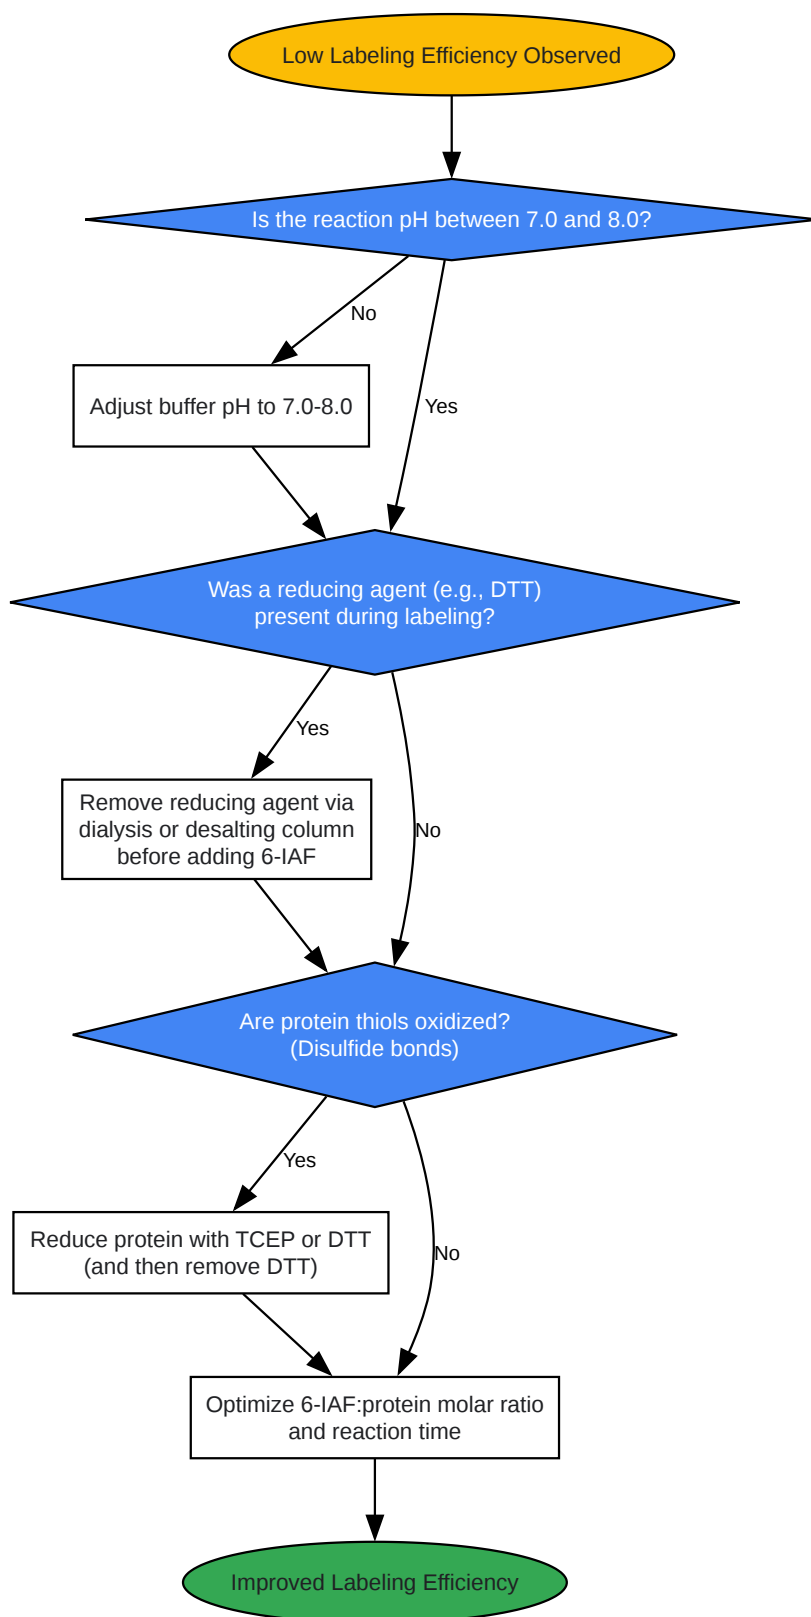 Low Labeling Efficiency Observed
Is the reaction pH between 7.0 and 8.0?
No
Adjust buffer pH to 7.0-8.0
Yes
Was a reducing agent (e.g., DTT)
present during labeling?
Yes
Remove reducing agent via
dialysis or desalting column
before adding 6-IAF
No
Are protein thiols oxidized?
(Disulfide bonds)
Yes
Reduce protein with TCEP or DTT
(and then remove DTT)
No
Optimize 6-IAF:protein molar ratio
and reaction time
Improved Labeling Efficiency